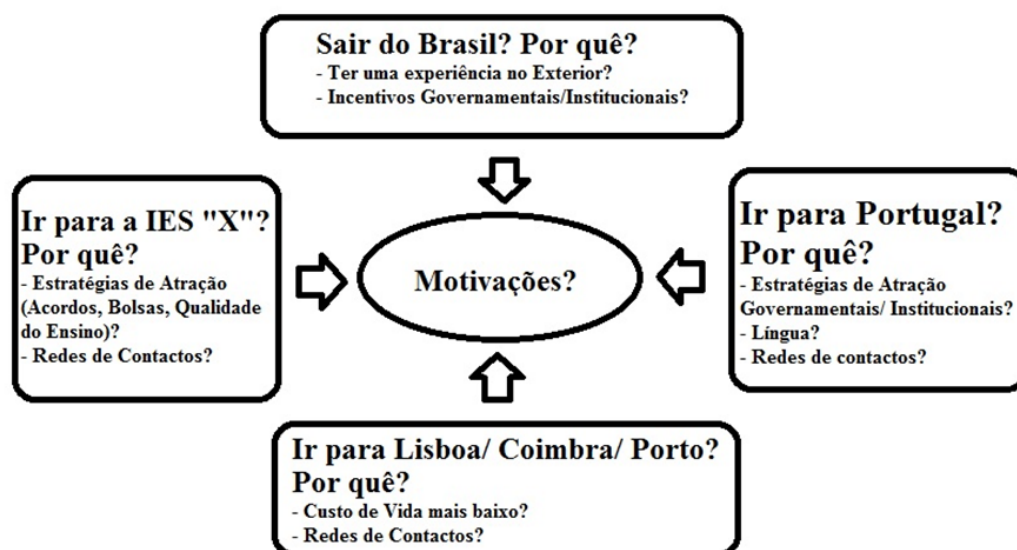 Sair do Brasil? Por quê?
- Ter uma experiência no Exterior?
- Incentivos Governamentais/Institucionais?
Ir para a IES "X"?
Por quê?
- Estratégias de Atração
(Acordos, Bolsas, Qualidade
do Ensino)?
- Redes de Contactos?
Motivações?
Ir para Portugal?
Por quê?
- Estratégias de Atração
Governamentais/ Institucionais?
- Língua?
- Redes de contactos?
Ir para Lisboa/ Coimbra/ Porto?
Por quê?
- Custo de Vida mais baixo?
- Redes de Contactos?